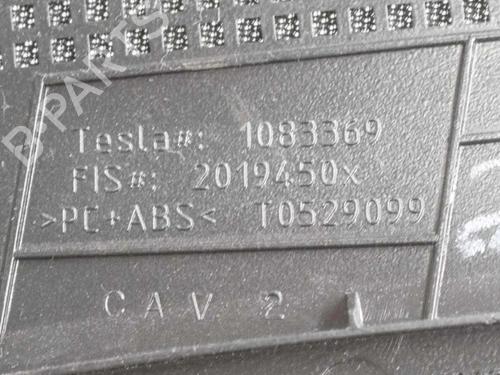 B-PARTS
Tesla#: 1083369
FIS#: 2019450x
>PC+ABS< T0529099
CAV 2